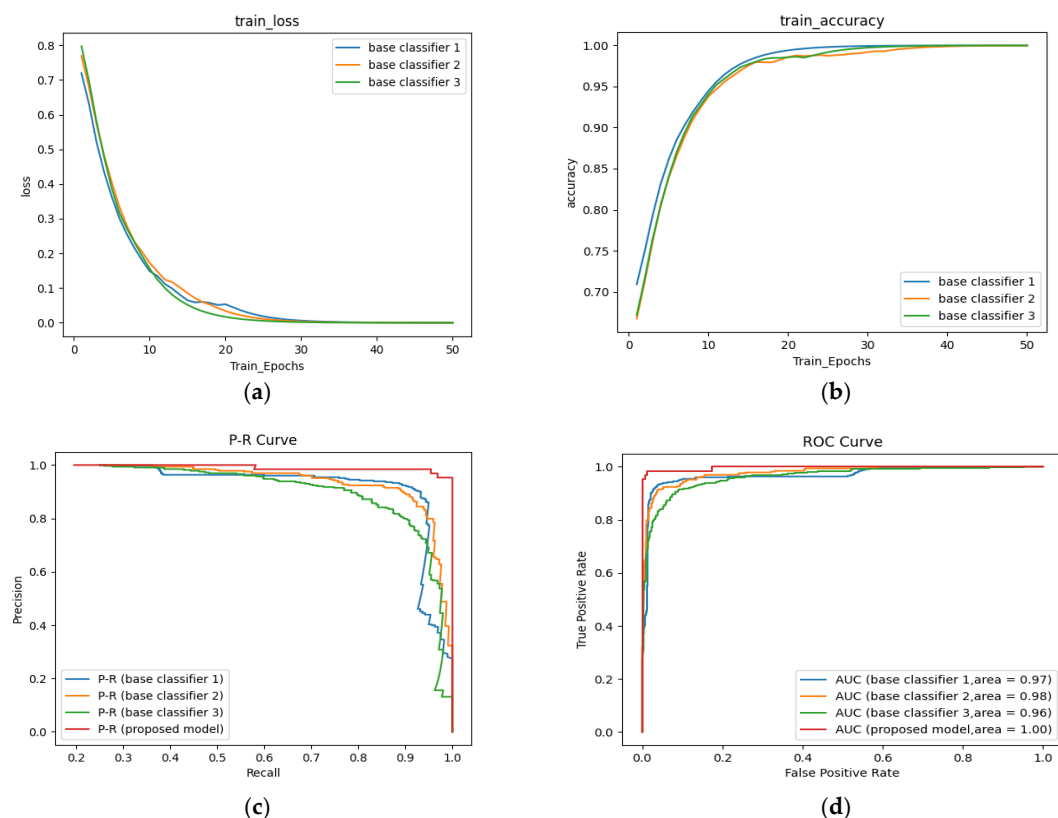 train_loss
0.8
0.7
0.6
0.5
0.4
0.3
0.2
0.1
0.0
loss
0 10 20 30 40 50
Train_Epochs
base classifier 1
base classifier 2
base classifier 3
(a)
train_accuracy
1.00
0.95
0.90
0.85
0.80
0.75
0.70
accuracy
0 10 20 30 40 50
Train_Epochs
base classifier 1
base classifier 2
base classifier 3
(b)
P-R Curve
1.0
0.8
0.6
0.4
0.2
0.0
Precision
0.2 0.3 0.4 0.5 0.6 0.7 0.8 0.9 1.0
Recall
P-R (base classifier 1)
P-R (base classifier 2)
P-R (base classifier 3)
P-R (proposed model)
(c)
ROC Curve
1.0
0.8
0.6
0.4
0.2
0.0
True Positive Rate
0.0 0.2 0.4 0.6 0.8 1.0
False Positive Rate
AUC (base classifier 1,area = 0.97)
AUC (base classifier 2,area = 0.98)
AUC (base classifier 3,area = 0.96)
AUC (proposed model,area = 1.00)
(d)